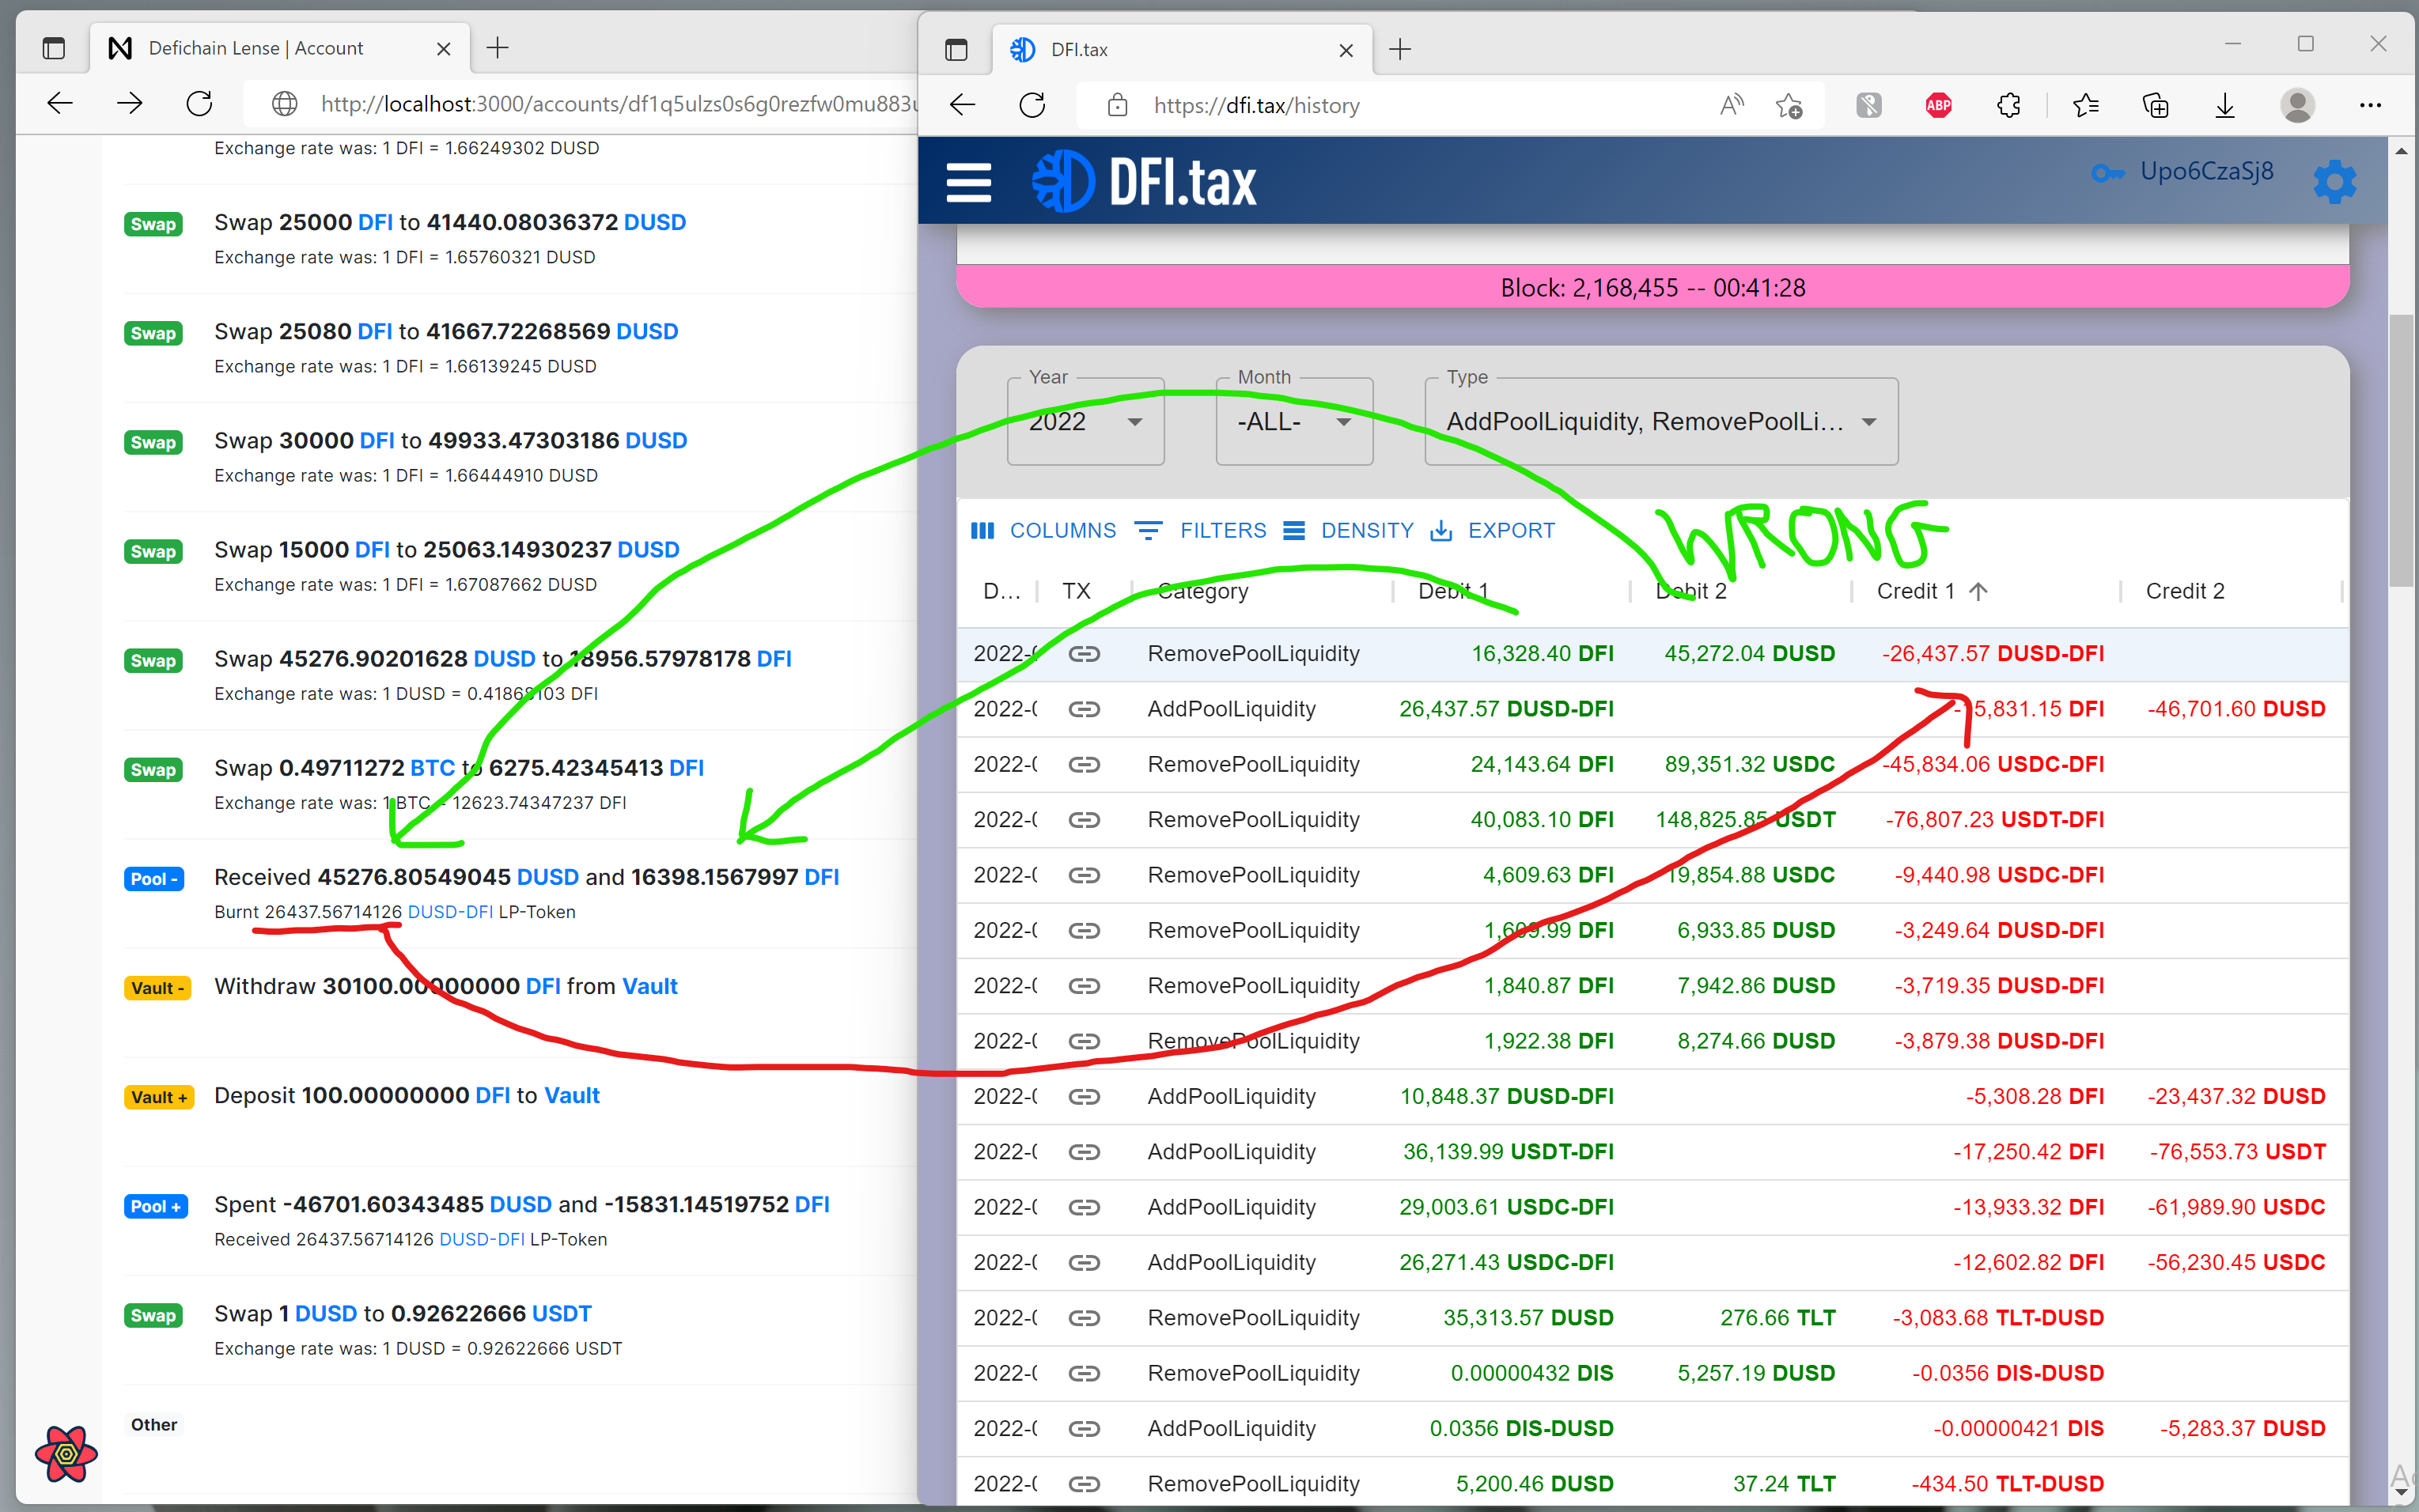 Defichain Lense | Account
http://localhost:3000/accounts/df1q5ulzs0s6g0rezfw0mu883u
Exchange rate was: 1 DFI = 1.66249302 DUSD
Swap Swap 25000 DFI to 41440.08036372 DUSD
Exchange rate was: 1 DFI = 1.65760321 DUSD
Swap Swap 25080 DFI to 41667.72268569 DUSD
Exchange rate was: 1 DFI = 1.66139245 DUSD
Swap Swap 30000 DFI to 49933.47303186 DUSD
Exchange rate was: 1 DFI = 1.66444910 DUSD
Swap Swap 15000 DFI to 25063.14930237 DUSD
Exchange rate was: 1 DFI = 1.67087662 DUSD
Swap Swap 45276.90201628 DUSD to 18956.57978178 DFI
Exchange rate was: 1 DUSD = 0.41868103 DFI
Swap Swap 0.49711272 BTC to 6275.42345413 DFI
Exchange rate was: 1 BTC = 12623.74347237 DFI
Pool - Received 45276.80549045 DUSD and 16398.1567997 DFI
Burnt 26437.56714126 DUSD-DFI LP-Token
Vault - Withdraw 30100.00000000 DFI from Vault
Vault + Deposit 100.00000000 DFI to Vault
Pool + Spent -46701.60343485 DUSD and -15831.14519752 DFI
Received 26437.56714126 DUSD-DFI LP-Token
Swap Swap 1 DUSD to 0.92622666 USDT
Exchange rate was: 1 DUSD = 0.92622666 USDT
Other
DFI.tax
https://dfi.tax/history
ABP
DFI.tax
Upo6CzaSj8
Block: 2,168,455 -- 00:41:28
Year Month Type
2022 -ALL- AddPoolLiquidity, RemovePoolLi...
COLUMNS FILTERS DENSITY EXPORT
WRONG
D... TX Category Debit 1 Debit 2 Credit 1 Credit 2
2022-0 RemovePoolLiquidity 16,328.40 DFI 45,272.04 DUSD -26,437.57 DUSD-DFI
2022-0 AddPoolLiquidity 26,437.57 DUSD-DFI -15,831.15 DFI -46,701.60 DUSD
2022-0 RemovePoolLiquidity 24,143.64 DFI 89,351.32 USDC -45,834.06 USDC-DFI
2022-0 RemovePoolLiquidity 40,083.10 DFI 148,825.85 USDT -76,807.23 USDT-DFI
2022-0 RemovePoolLiquidity 4,609.63 DFI 19,854.88 USDC -9,440.98 USDC-DFI
2022-0 RemovePoolLiquidity 1,609.99 DFI 6,933.85 DUSD -3,249.64 DUSD-DFI
2022-0 RemovePoolLiquidity 1,840.87 DFI 7,942.86 DUSD -3,719.35 DUSD-DFI
2022-0 RemovePoolLiquidity 1,922.38 DFI 8,274.66 DUSD -3,879.38 DUSD-DFI
2022-0 AddPoolLiquidity 10,848.37 DUSD-DFI -5,308.28 DFI -23,437.32 DUSD
2022-0 AddPoolLiquidity 36,139.99 USDT-DFI -17,250.42 DFI -76,553.73 USDT
2022-0 AddPoolLiquidity 29,003.61 USDC-DFI -13,933.32 DFI -61,989.90 USDC
2022-0 AddPoolLiquidity 26,271.43 USDC-DFI -12,602.82 DFI -56,230.45 USDC
2022-0 RemovePoolLiquidity 35,313.57 DUSD 276.66 TLT -3,083.68 TLT-DUSD
2022-0 RemovePoolLiquidity 0.00000432 DIS 5,257.19 DUSD -0.0356 DIS-DUSD
2022-0 AddPoolLiquidity 0.0356 DIS-DUSD -0.00000421 DIS -5,283.37 DUSD
2022-0 RemovePoolLiquidity 5,200.46 DUSD 37.24 TLT -434.50 TLT-DUSD